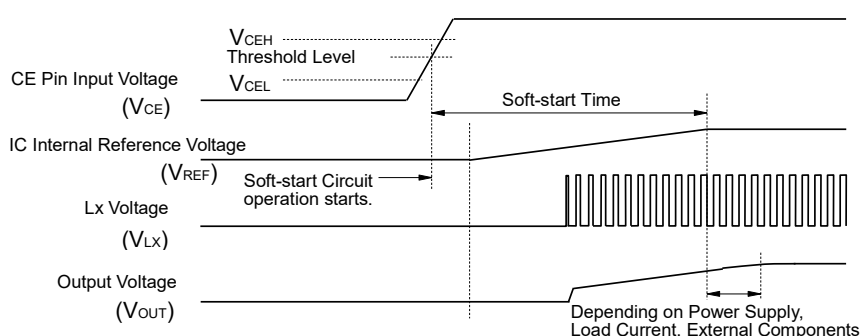 VCEH
Threshold Level
VCEL
CE Pin Input Voltage
(VCE)
Soft-start Time
IC Internal Reference Voltage
(VREF)
Soft-start Circuit
operation starts.
Lx Voltage
(VLX)
Output Voltage
(VOUT)
Depending on Power Supply,
Load Current, External Components